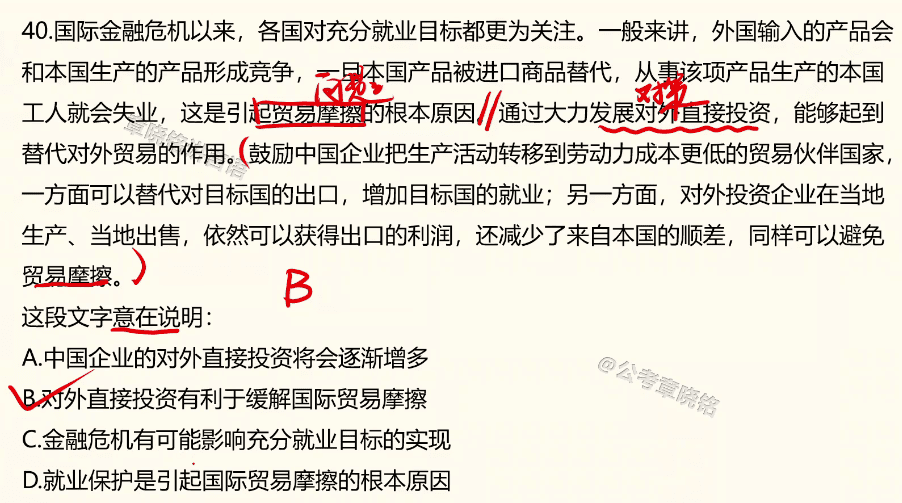 40.国际金融危机以来，各国对充分就业目标都更为关注。一般来讲，外国输入的产品会
和本国生产的产品形成竞争，一旦本国产品被进口商品替代，从事该项产品生产的本国
问题
对策
工人就会失业，这是引起贸易摩擦的根本原因。通过大力发展对外直接投资，能够起到
替代对外贸易的作用。鼓励中国企业把生产活动转移到劳动力成本更低的贸易伙伴国家，
一方面可以替代对目标国的出口，增加目标国的就业；另一方面，对外投资企业在当地
生产、当地出售，依然可以获得出口的利润，还减少了来自本国的顺差，同样可以避免
贸易摩擦。
B
这段文字意在说明：
A.中国企业的对外直接投资将会逐渐增多
B.对外直接投资有利于缓解国际贸易摩擦
@公考章晓铭
C.金融危机有可能影响充分就业目标的实现
D.就业保护是引起国际贸易摩擦的根本原因